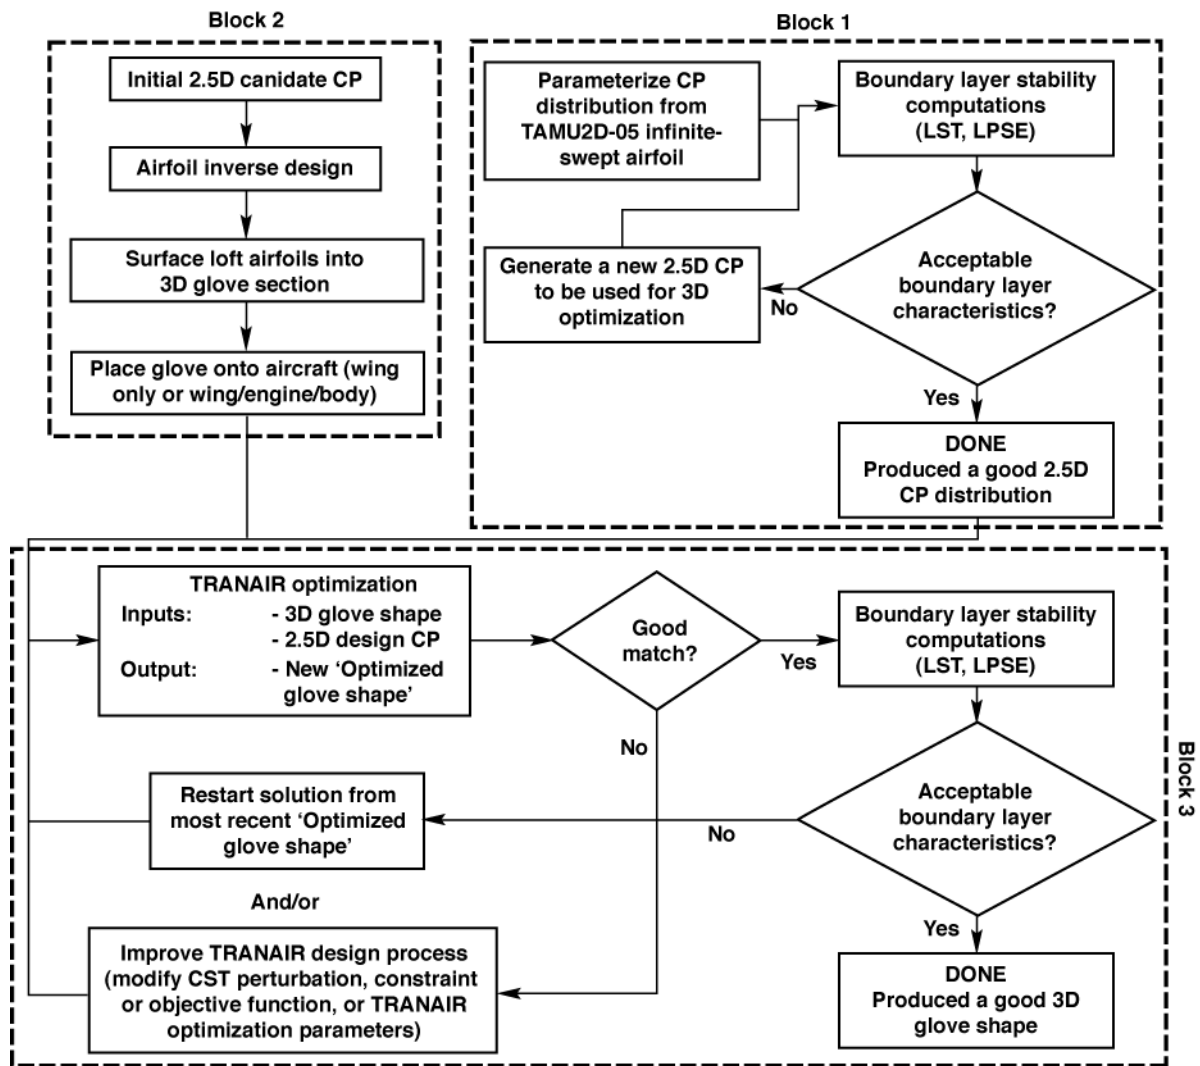 Block 2
Initial 2.5D canidate CP
Airfoil inverse design
Surface loft airfoils into
3D glove section
Place glove onto aircraft (wing
only or wing/engine/body)
Block 1
Parameterize CP
distribution from
TAMU2D-05 infinite-
swept airfoil
Boundary layer stability
computations
(LST, LPSE)
Acceptable
boundary layer
characteristics?
No
Generate a new 2.5D CP
to be used for 3D
optimization
Yes
DONE
Produced a good 2.5D
CP distribution
Block 3
TRANAIR optimization
Inputs: - 3D glove shape
- 2.5D design CP
Output: - New ‘Optimized
glove shape’
Good
match?
Yes
No
Boundary layer stability
computations
(LST, LPSE)
Acceptable
boundary layer
characteristics?
No
Restart solution from
most recent ‘Optimized
glove shape’
And/or
Improve TRANAIR design process
(modify CST perturbation, constraint
or objective function, or TRANAIR
optimization parameters)
Yes
DONE
Produced a good 3D
glove shape